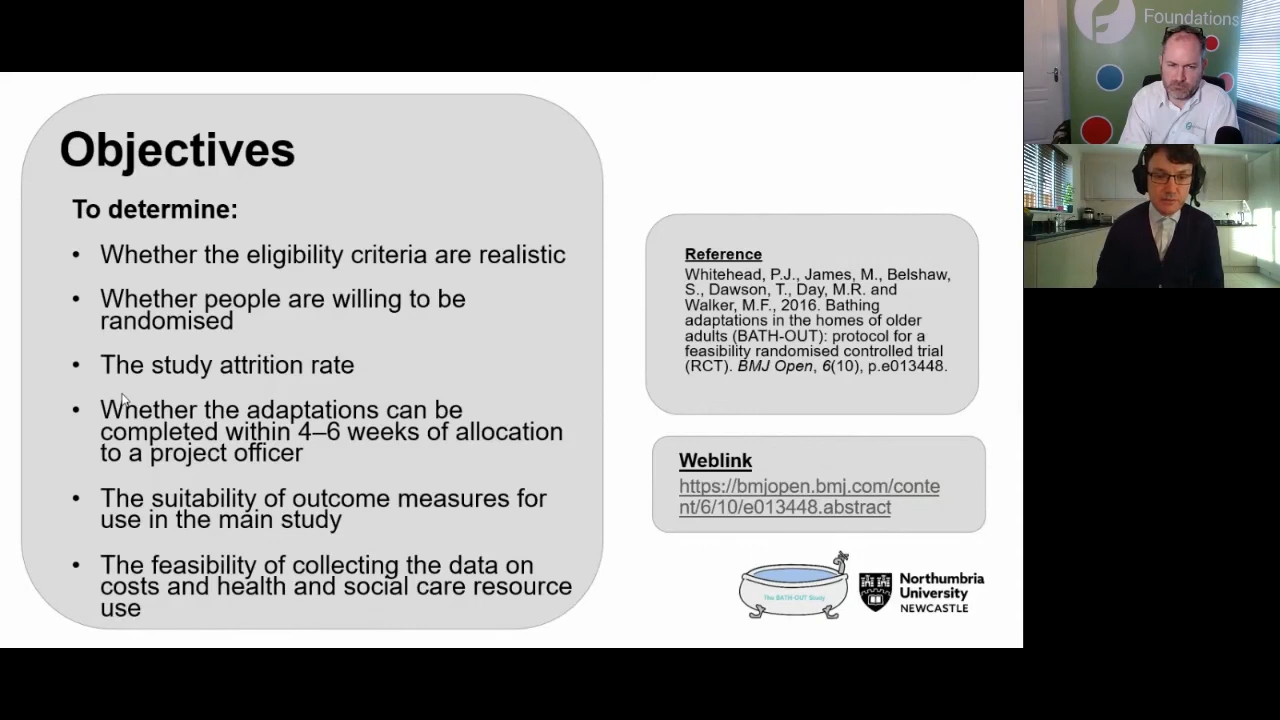 Objectives
To determine:
• Whether the eligibility criteria are realistic
• Whether people are willing to be
randomised
• The study attrition rate
• Whether the adaptations can be
completed within 4–6 weeks of allocation
to a project officer
• The suitability of outcome measures for
use in the main study
• The feasibility of collecting the data on
costs and health and social care resource
use
Reference
Whitehead, P.J., James, M., Belshaw,
S., Dawson, T., Day, M.R. and
Walker, M.F., 2016. Bathing
adaptations in the homes of older
adults (BATH-OUT): protocol for a
feasibility randomised controlled trial
(RCT). BMJ Open, 6(10), p.e013448.
Weblink
https://bmjopen.bmj.com/conte
nt/6/10/e013448.abstract
The BATH-OUT Study
Northumbria
University
NEWCASTLE
Foundations